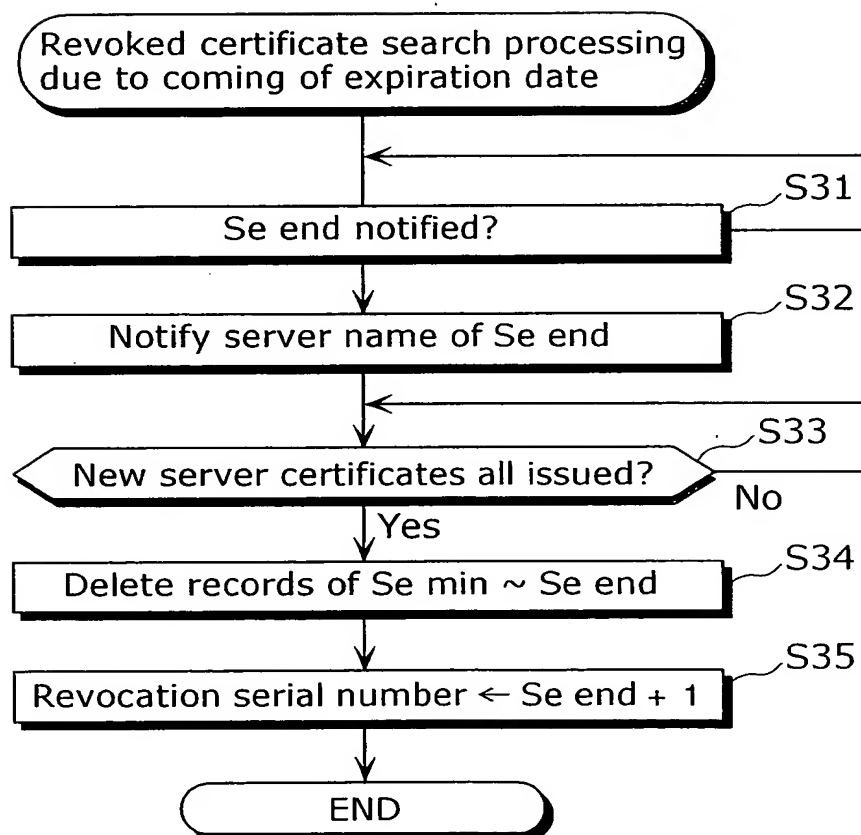 Revoked certificate search processing
due to coming of expiration date
S31
Se end notified?
S32
Notify server name of Se end
S33
New server certificates all issued?
No
Yes
S34
Delete records of Se min ~ Se end
S35
Revocation serial number ← Se end + 1
END